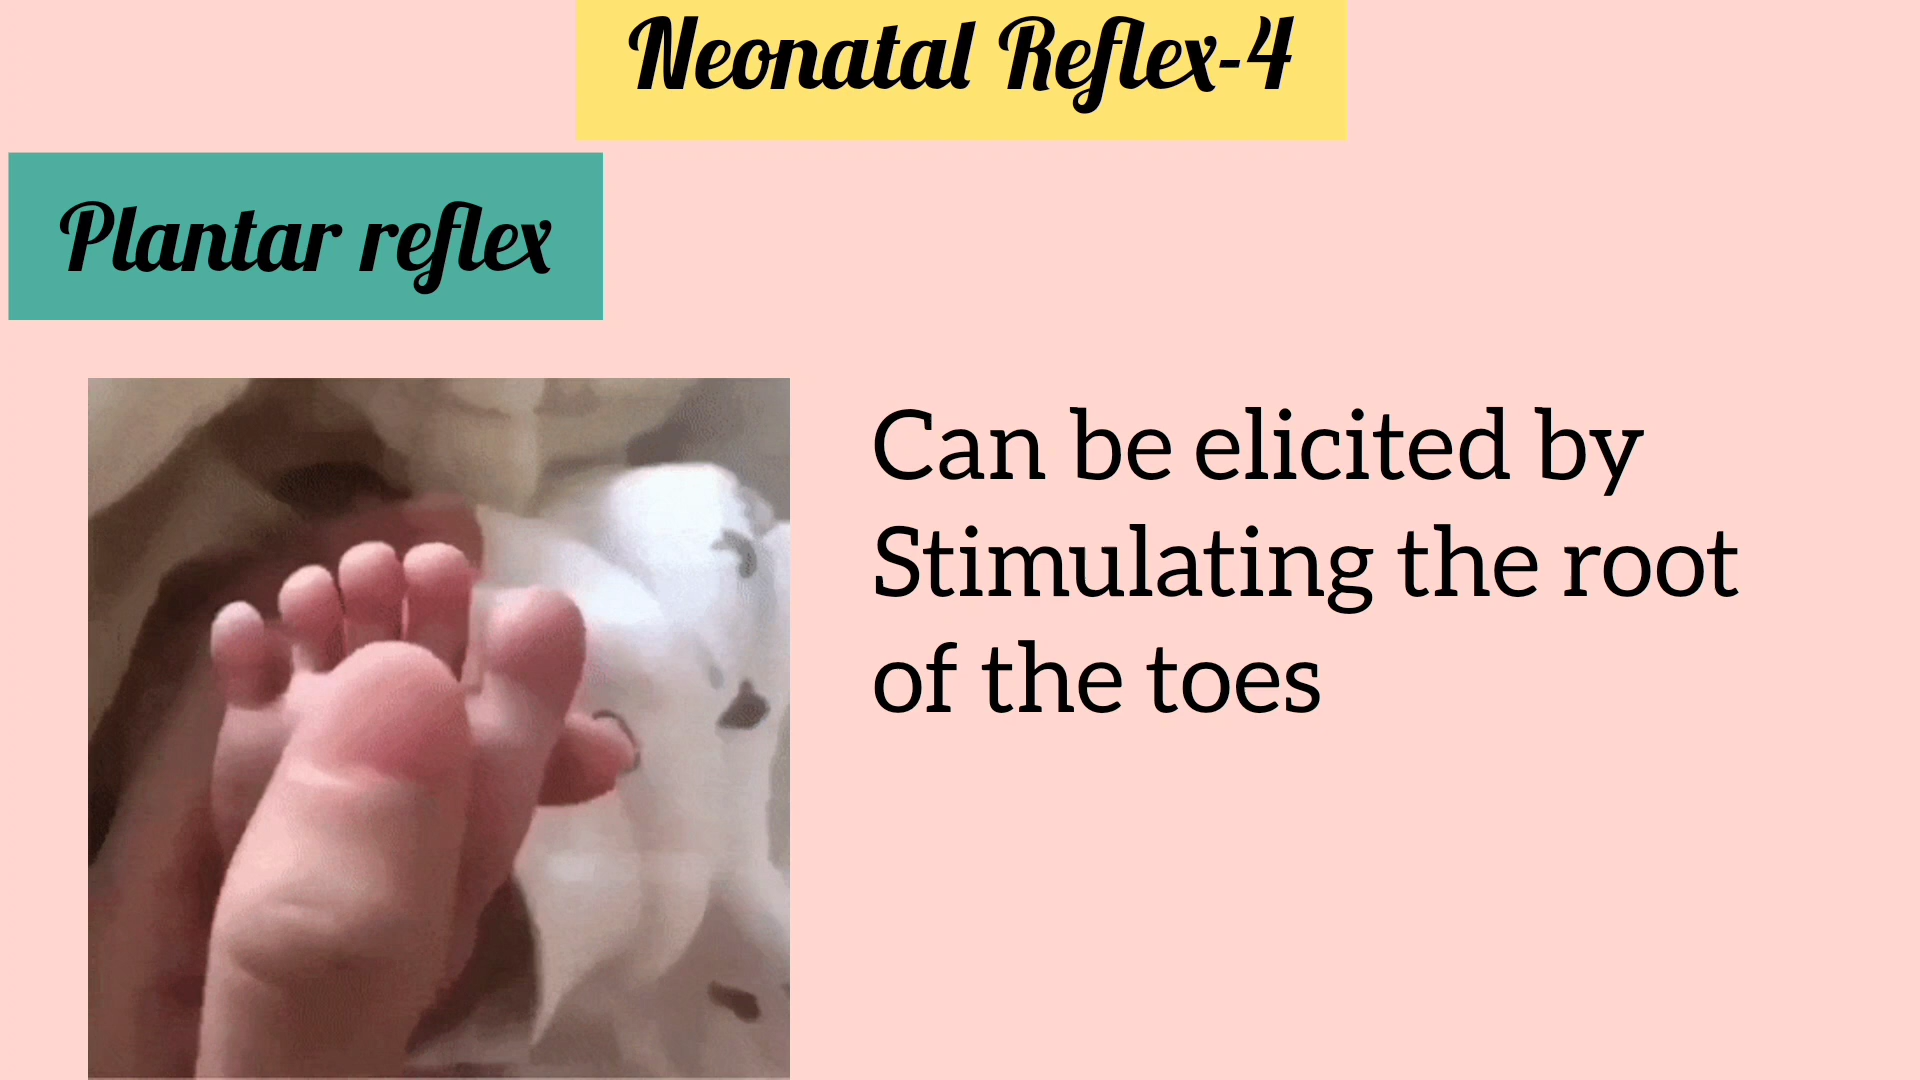 Neonatal Reflex-4
Plantar reflex
Can be elicited by
Stimulating the root
of the toes